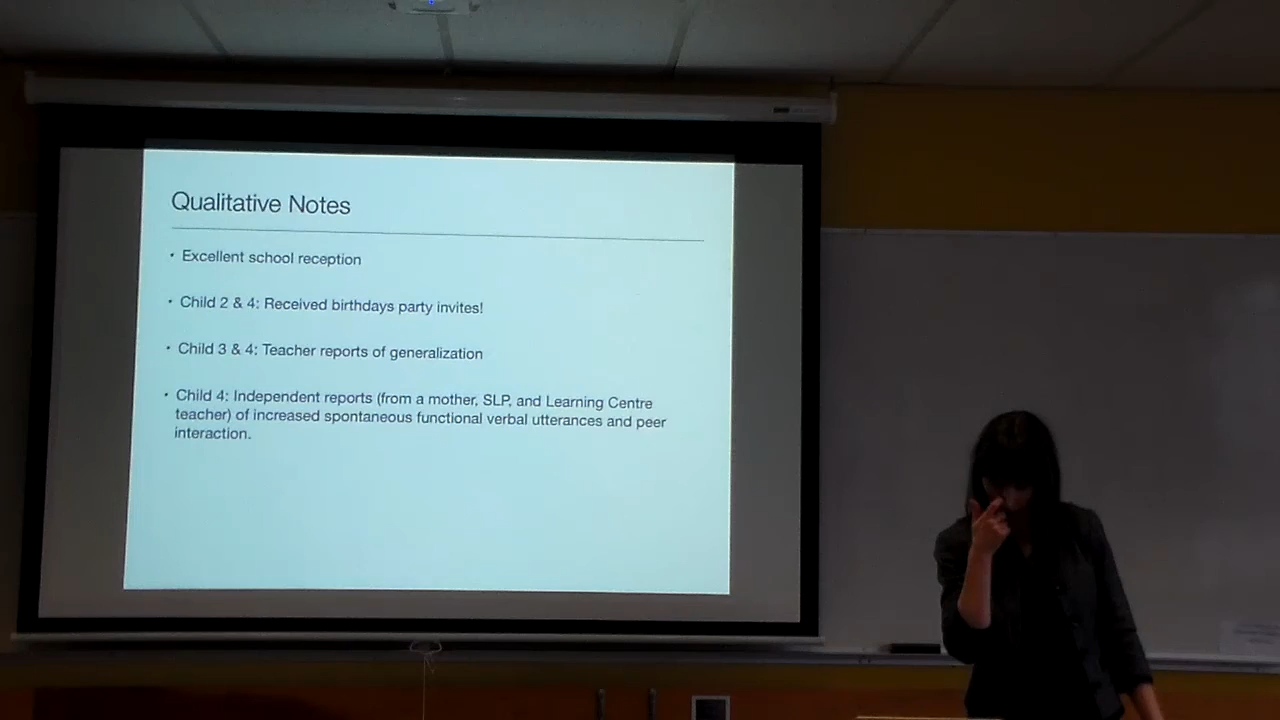 Qualitative Notes
• Excellent school reception
• Child 2 & 4: Received birthdays party invites!
• Child 3 & 4: Teacher reports of generalization
• Child 4: Independent reports (from a mother, SLP, and Learning Centre
teacher) of increased spontaneous functional verbal utterances and peer
interaction.